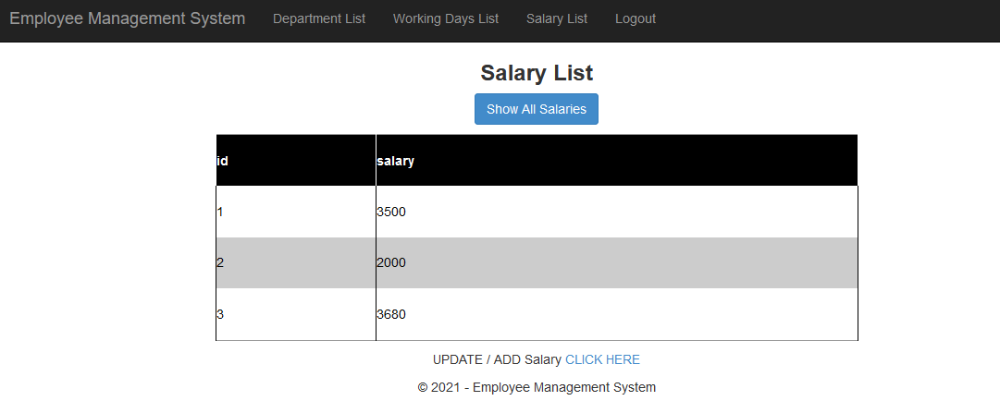 Employee Management System Department List Working Days List Salary List Logout
Salary List
Show All Salaries
id salary
1 3500
2 2000
3 3680
UPDATE / ADD Salary CLICK HERE
© 2021 - Employee Management System